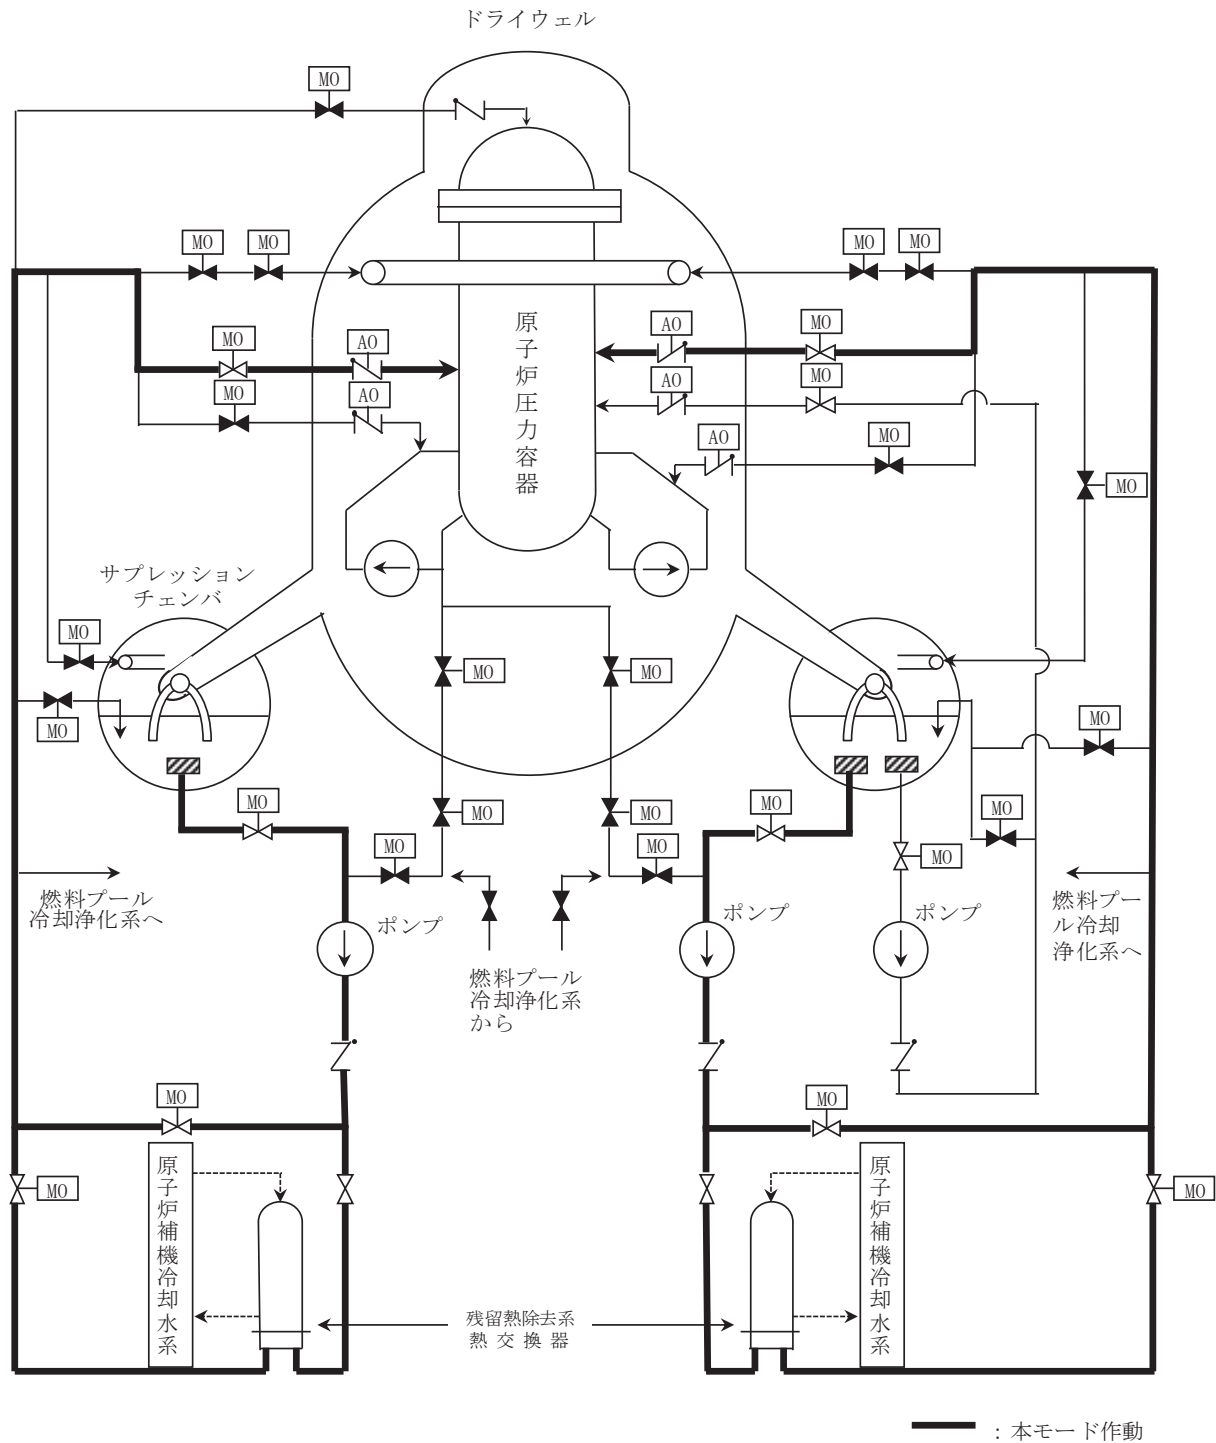 ドライウェル
MO
MO
MO
MO
MO
MO
AO
AO
MO
MO
MO
AO
AO
MO
MO
AO
MO
MO
原子炉圧力容器
サプレッション
チェンバ
MO
MO
MO
MO
MO
MO
MO
MO
MO
MO
MO
MO
MO
MO
燃料プール
冷却浄化系へ
燃料プー
ル冷却
浄化系へ
ポンプ
ポンプ
ポンプ
燃料プール
冷却浄化系
から
MO
MO
原子炉補機冷却水系
原子炉補機冷却水系
MO
MO
残留熱除去系
熱交換器
：本モード作動